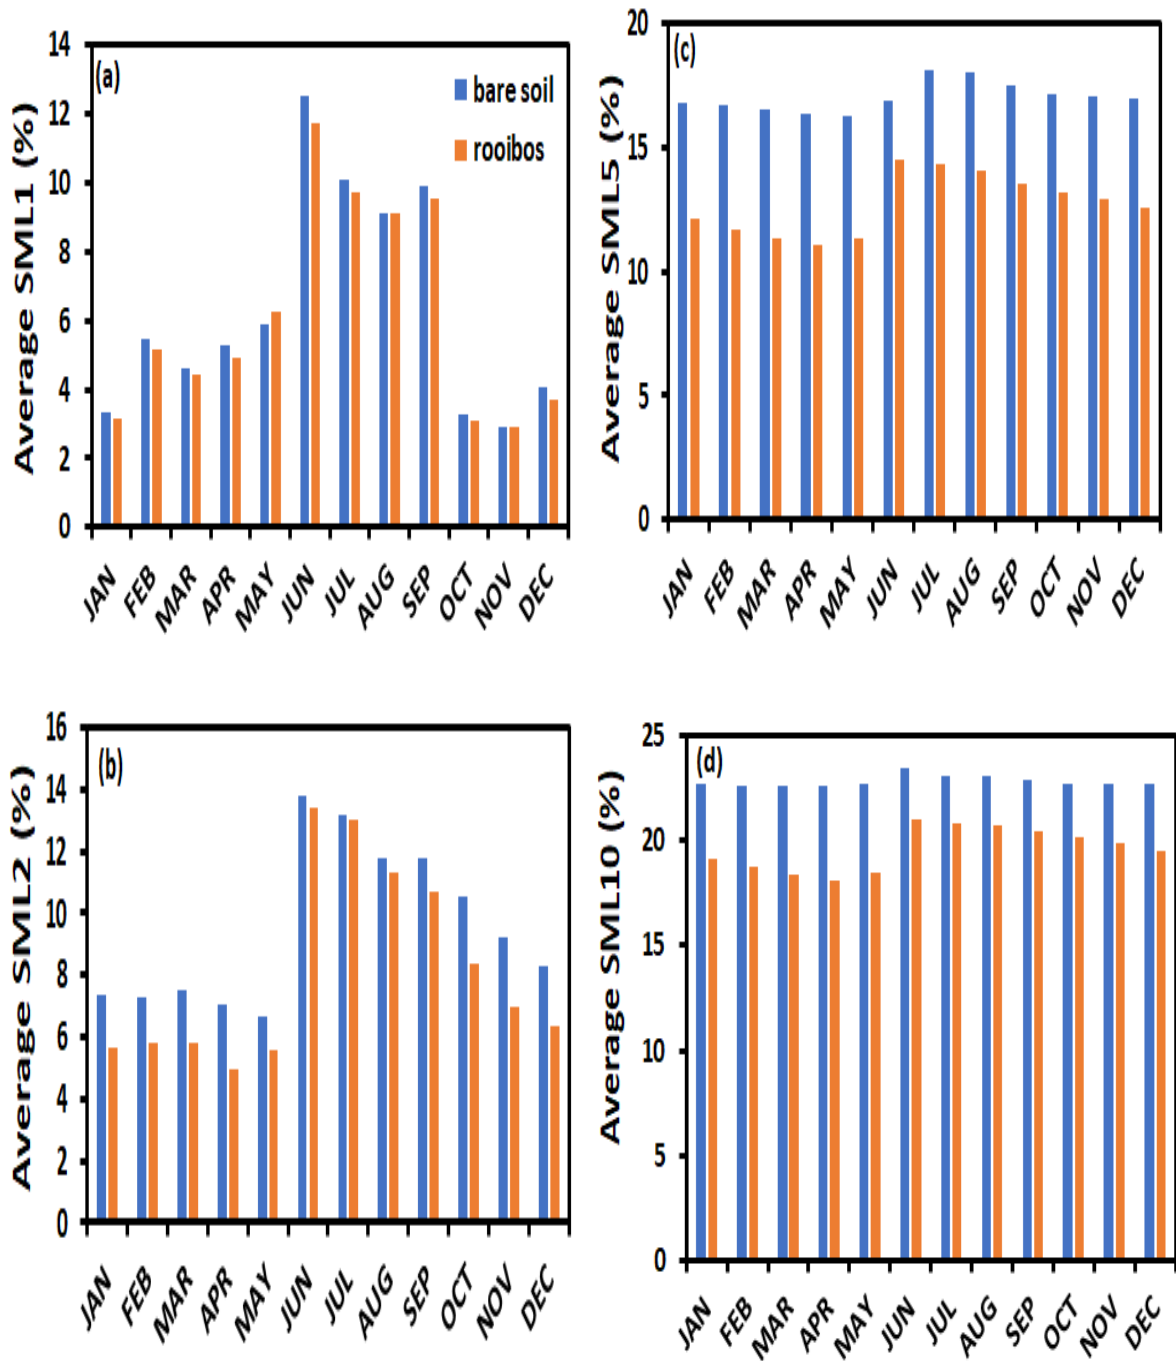 (a)
bare soil
rooibos
Average SML1 (%)
14
12
10
8
6
4
2
0
JAN FEB MAR APR MAY JUN JUL AUG SEP OCT NOV DEC
(c)
Average SML5 (%)
20
15
10
5
0
JAN FEB MAR APR MAY JUN JUL AUG SEP OCT NOV DEC
(b)
Average SML2 (%)
16
14
12
10
8
6
4
2
0
JAN FEB MAR APR MAY JUN JUL AUG SEP OCT NOV DEC
(d)
Average SML10 (%)
25
20
15
10
5
0
JAN FEB MAR APR MAY JUN JUL AUG SEP OCT NOV DEC